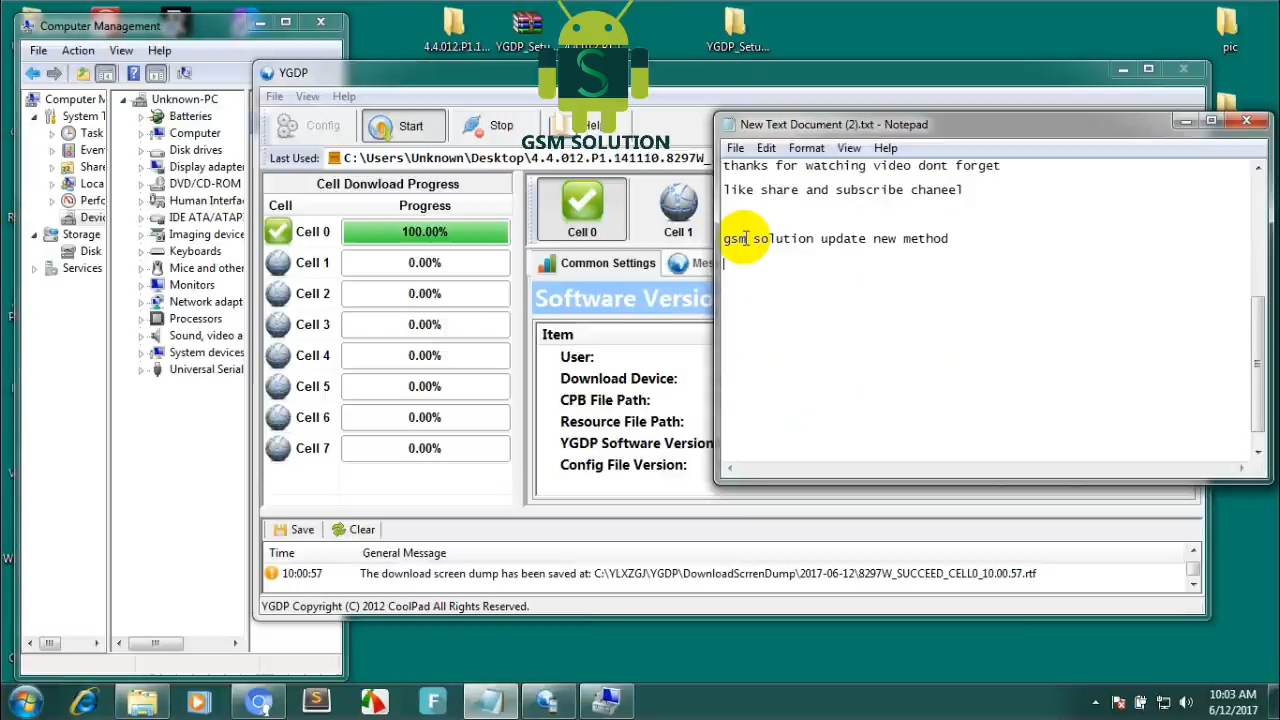 Computer Management
File Action View Help
Computer M
System T
Task
Even
Share
Loca
Perfo
Devi
Storage
Disk
Services
Unknown-PC
Batteries
Computer
Disk drives
Display adapter
DVD/CD-ROM
Human Interfa
IDE ATA/ATAPI
Imaging device
Keyboards
Mice and other
Monitors
Network adapt
Processors
Sound, video a
System devices
Universal Serial
4.4.012.P1.1...
YGDP_Setu...
YGDP_Setu...
pic
S
GSM SOLUTION
YGDP
File View Help
Config Start Stop
Last Used: C:\Users\Unknown\Desktop\4.4.012.P1.141110.8297W_
Cell Donwload Progress
Cell Progress
Cell 0 100.00%
Cell 1 0.00%
Cell 2 0.00%
Cell 3 0.00%
Cell 4 0.00%
Cell 5 0.00%
Cell 6 0.00%
Cell 7 0.00%
Cell 0 Cell 1
Common Settings Mes
Software Versio
Item
User:
Download Device:
CPB File Path:
Resource File Path:
YGDP Software Version
Config File Version:
Save Clear
Time General Message
10:00:57 The download screen dump has been saved at: C:\YLXZGJ\YGDP\DownloadScrrenDump\2017-06-12\8297W_SUCCEED_CELL0_10.00.57.rtf
YGDP Copyright (C) 2012 CoolPad All Rights Reserved.
New Text Document (2).txt - Notepad
File Edit Format View Help
thanks for watching video dont forget
like share and subscribe chaneel
gsm solution update new method
10:03 AM
6/12/2017